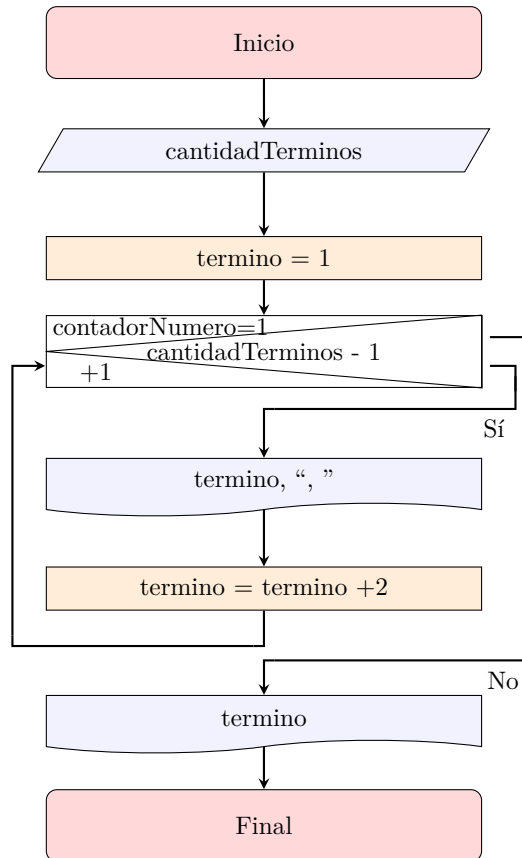 Inicio
cantidadTerminos
termino = 1
contadorNumero=1
cantidadTerminos - 1
+1
Sí
termino, “, ”
termino = termino +2
No
termino
Final